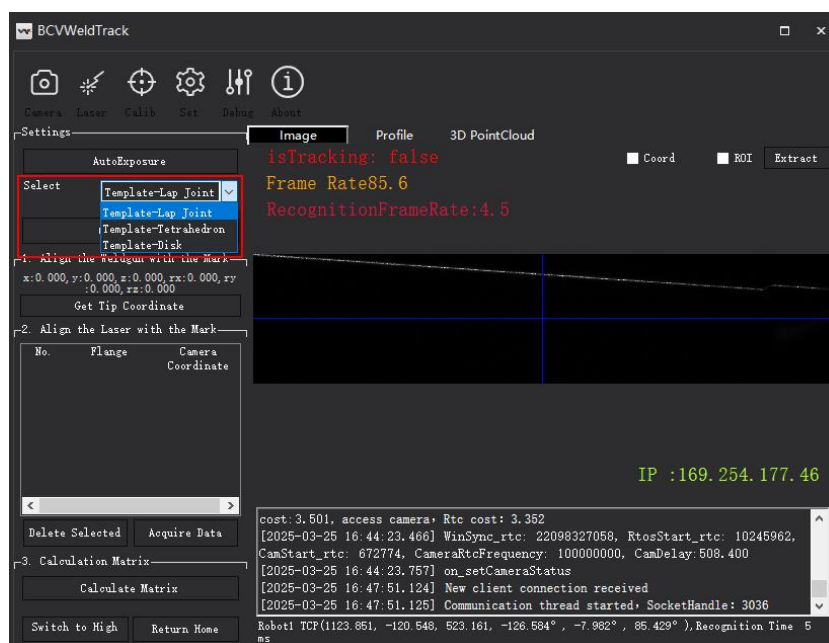 BCVWeldTrack
Camera Laser Calib Set Debug About
Settings
AutoExposure
Select Template-Lap Joint
Template-Lap Joint
Template-Tetrahedron
Template-Disk
1. Align the Weldgun with the Mark
x:0.000, y:0.000, z:0.000, rx:0.000, ry
:0.000, rz:0.000
Get Tip Coordinate
2. Align the Laser with the Mark
No. Flange Camera
Coordinate
Delete Selected Acquire Data
3. Calculation Matrix
Calculate Matrix
Switch to High Return Home
Image Profile 3D PointCloud
isTracking: false
Coord ROI Extract
Frame Rate85.6
RecognitionFrameRate:4.5
IP :169.254.177.46
cost:3.501, access camera, Rtc cost: 3.352
[2025-03-25 16:44:23.466] WinSync_rtc: 22098327058, RtosStart_rtc: 10245962,
CamStart_rtc: 672774, CameraRtcFrequency: 100000000, CamDelay:508.400
[2025-03-25 16:44:23.757] on_setCameraStatus
[2025-03-25 16:47:51.124] New client connection received
[2025-03-25 16:47:51.125] Communication thread started, SocketHandle: 3036
Robot1 TCP(1123.851, -120.548, 523.161, -126.584° , -7.982° , 85.429° ),Recognition Time 5
ms